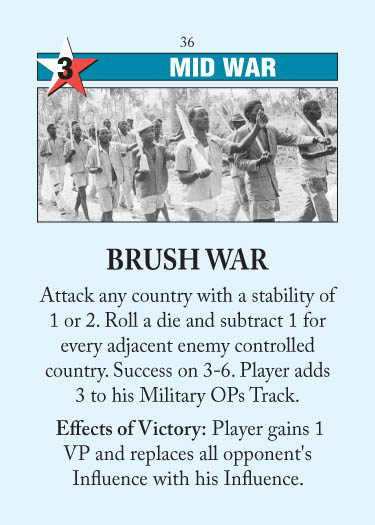 36
3 MID WAR
BRUSH WAR
Attack any country with a stability of
1 or 2. Roll a die and subtract 1 for
every adjacent enemy controlled
country. Success on 3-6. Player adds
3 to his Military OPs Track.
Effects of Victory: Player gains 1
VP and replaces all opponent's
Influence with his Influence.